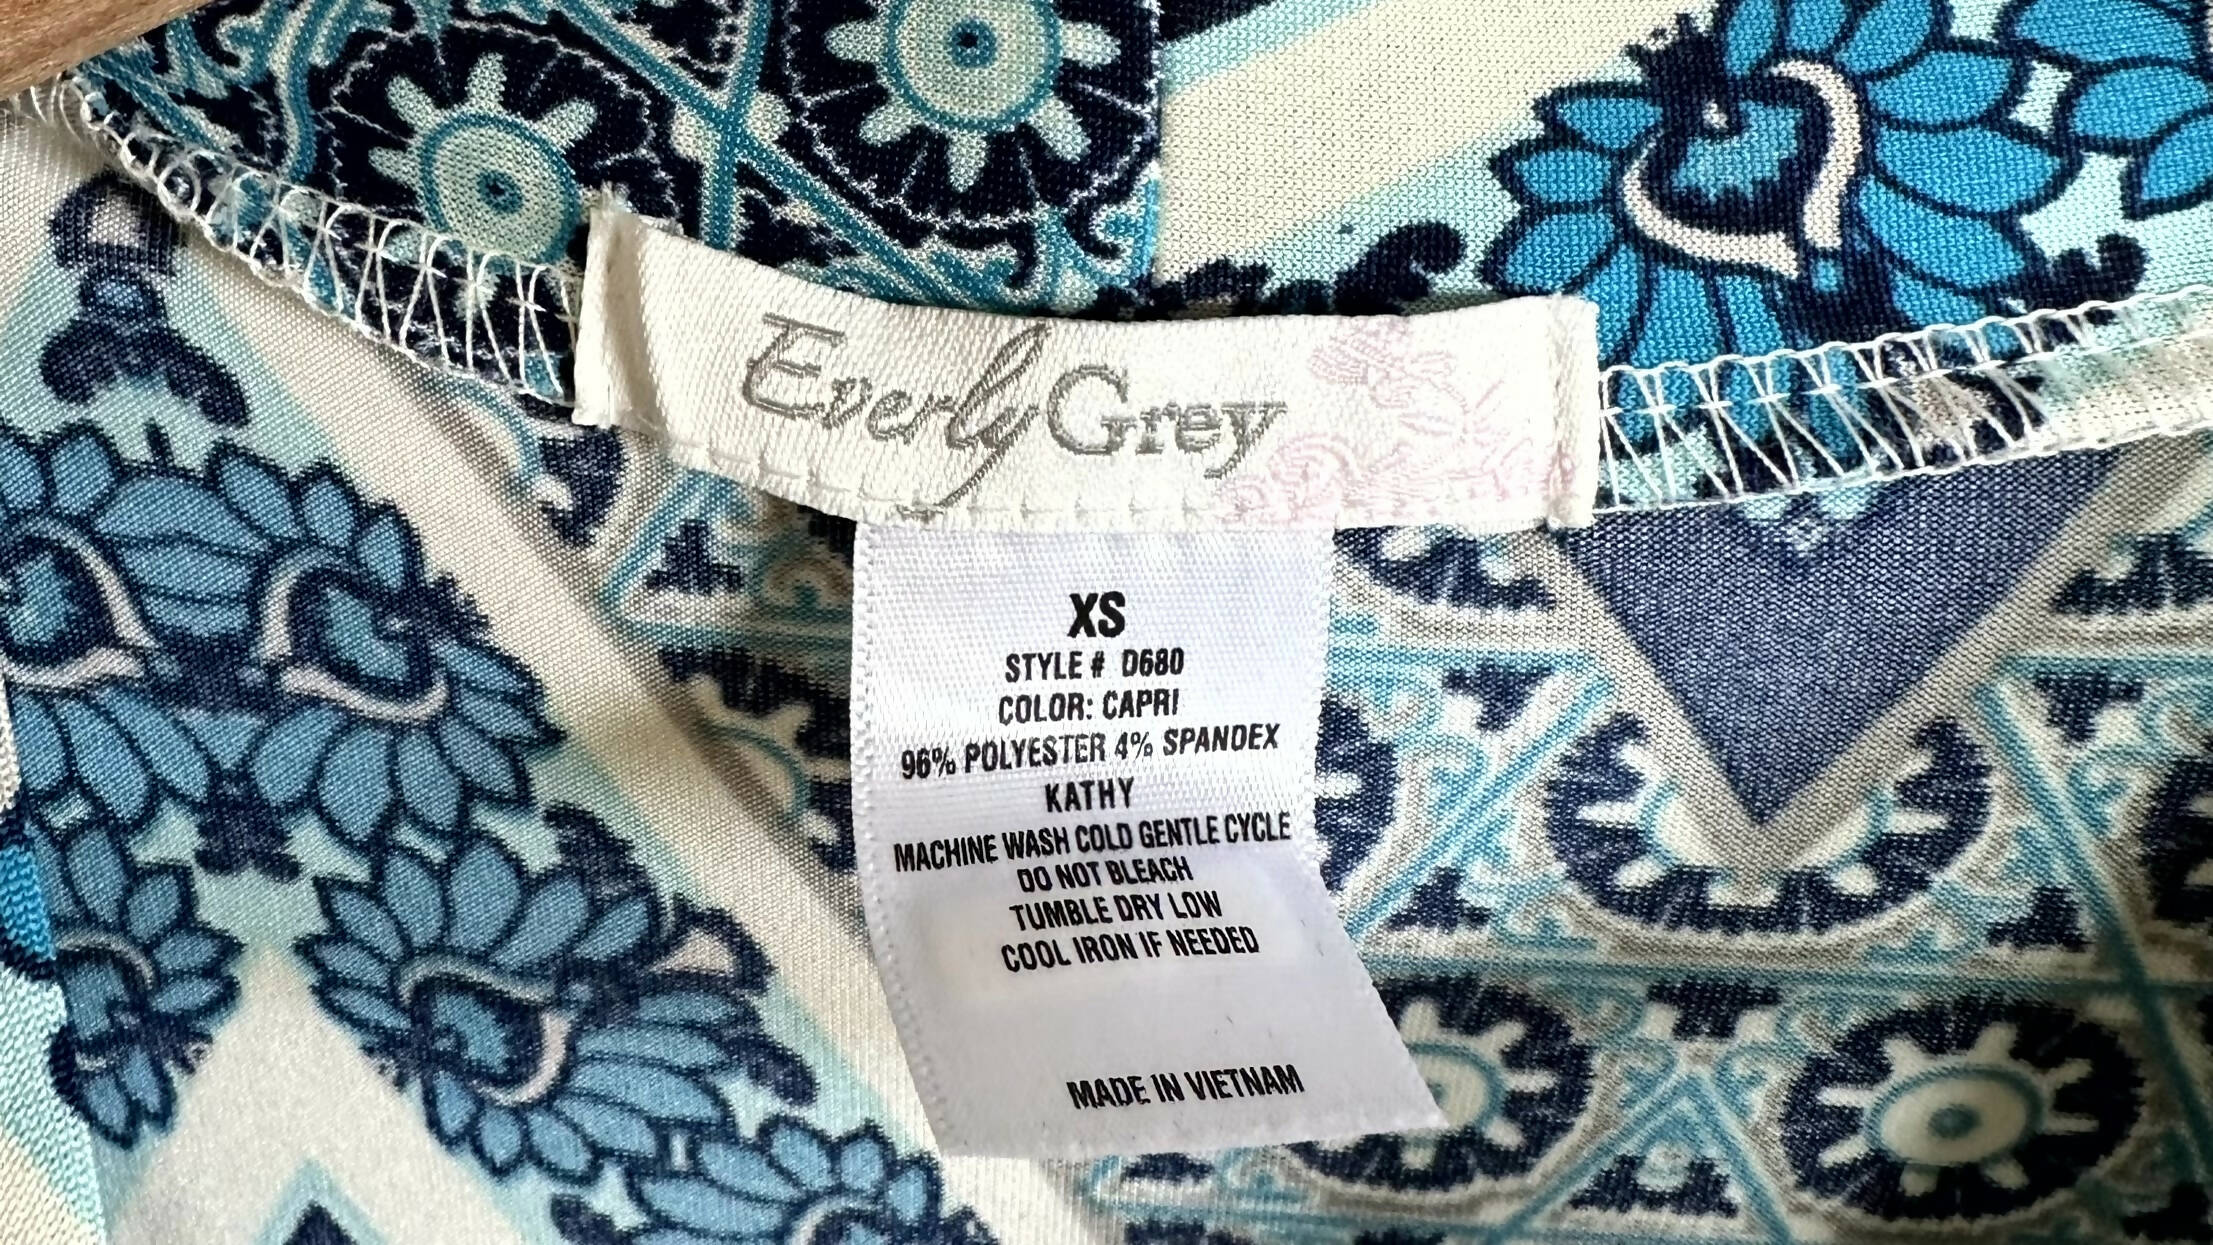 Everly Grey
XS
STYLE # D680
COLOR: CAPRI
96% POLYESTER 4% SPANDEX
KATHY
MACHINE WASH COLD GENTLE CYCLE
DO NOT BLEACH
TUMBLE DRY LOW
COOL IRON IF NEEDED
MADE IN VIETNAM